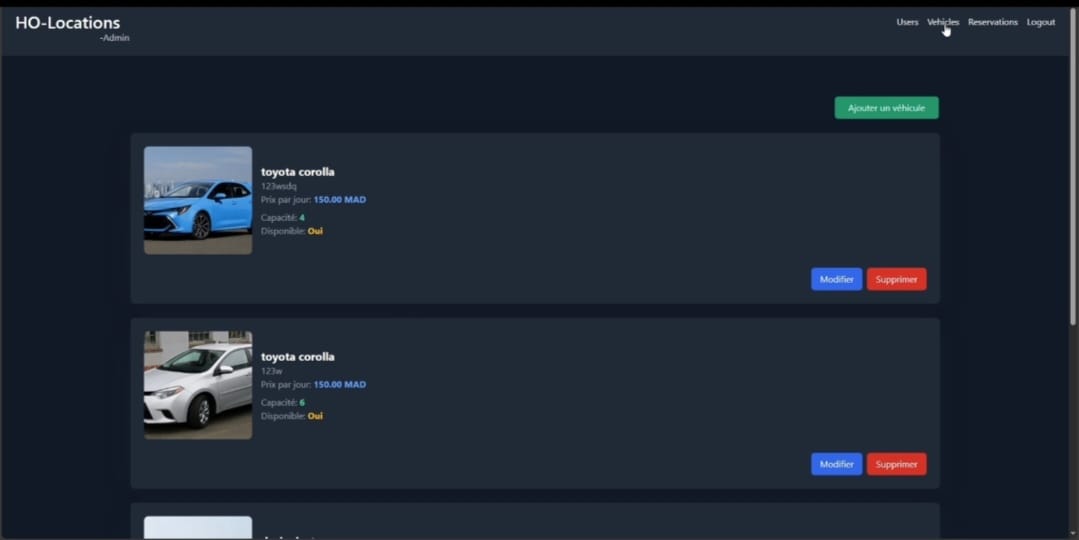 HO-Locations
-Admin
Users Vehicles Reservations Logout
Ajouter un véhicule
toyota corolla
123wsdq
Prix par jour: 150.00 MAD
Capacité: 4
Disponible: Oui
Modifier Supprimer
toyota corolla
123w
Prix par jour: 150.00 MAD
Capacité: 6
Disponible: Oui
Modifier Supprimer